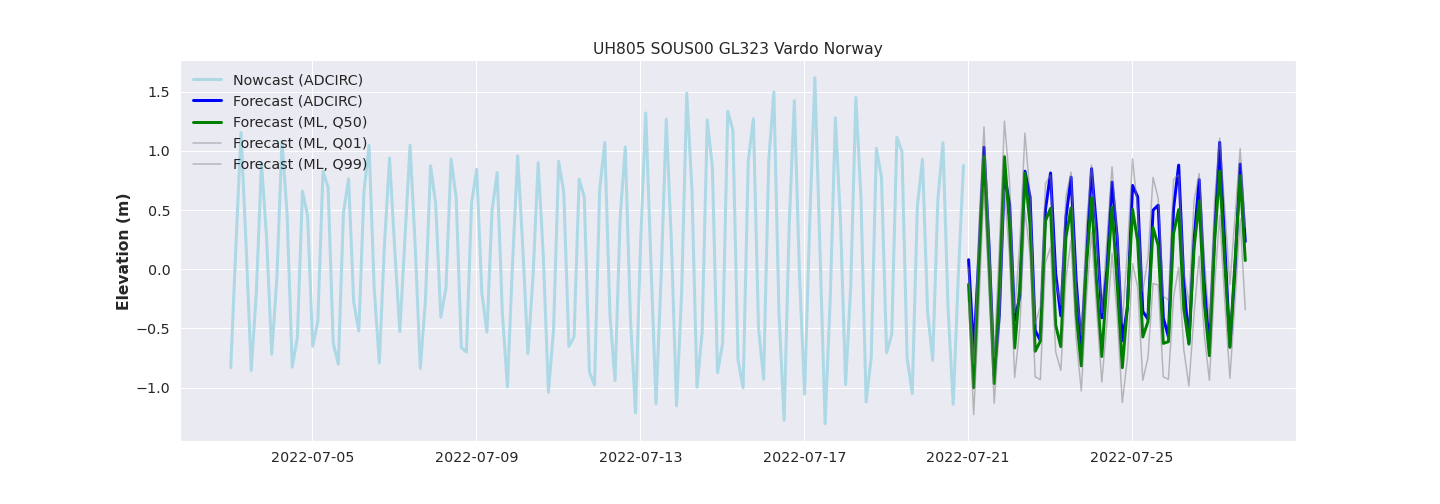 UH805 SOUS00 GL323 Vardo Norway
Nowcast (ADCIRC)
Forecast (ADCIRC)
Forecast (ML, Q50)
Forecast (ML, Q01)
Forecast (ML, Q99)
Elevation (m)
1.5
1.0
0.5
0.0
−0.5
−1.0
2022-07-05
2022-07-09
2022-07-13
2022-07-17
2022-07-21
2022-07-25